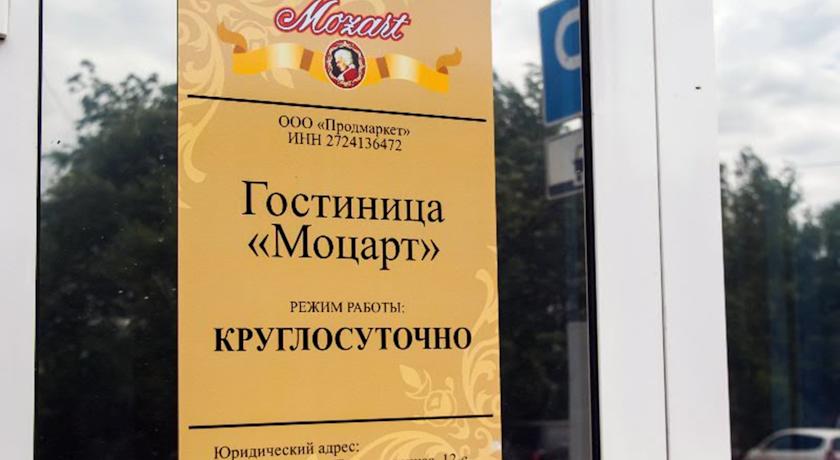 Mozart
ООО «Продмаркет»
ИНН 2724136472
Гостиница
«Моцарт»
РЕЖИМ РАБОТЫ:
КРУГЛОСУТОЧНО
Юридический адрес: